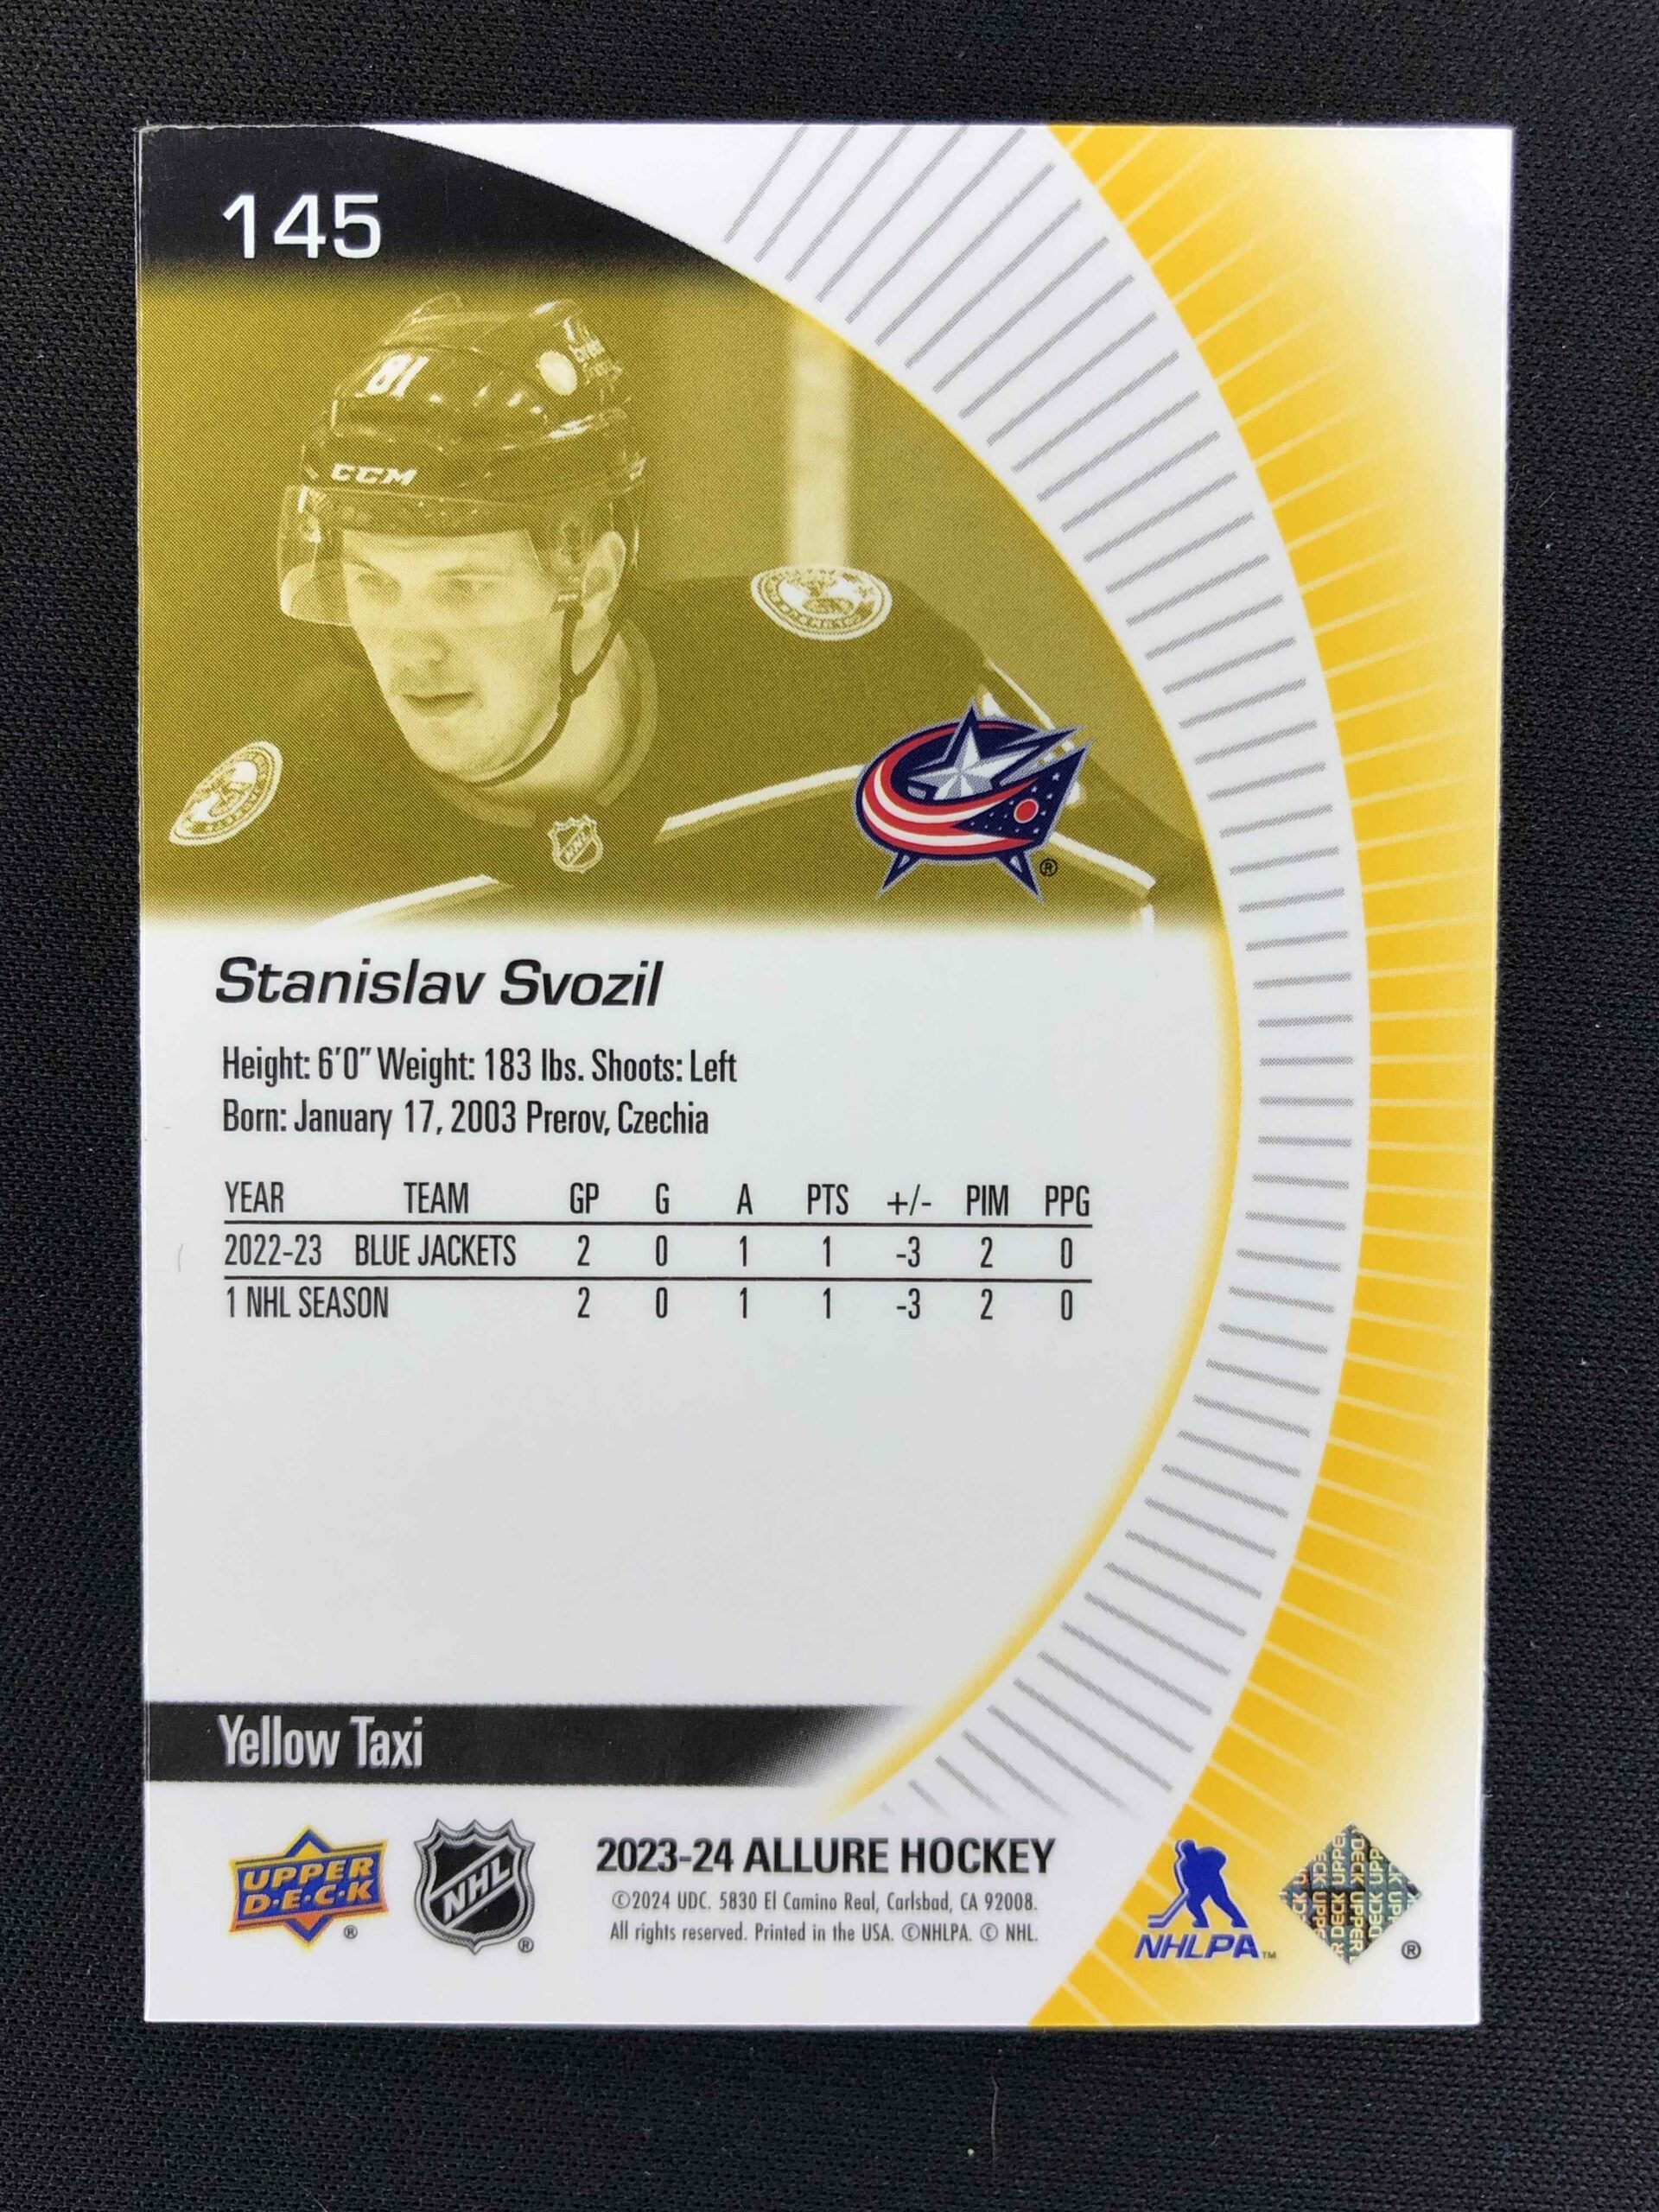 145
81
CCM
NHL
®
Stanislav Svozil
Height: 6'0" Weight: 183 lbs. Shoots: Left
Born: January 17, 2003 Prerov, Czechia
YEAR TEAM GP G A PTS +/- PIM PPG
2022-23 BLUE JACKETS 2 0 1 1 -3 2 0
1 NHL SEASON 2 0 1 1 -3 2 0
Yellow Taxi
UPPER
D·E·C·K
®
NHL
®
2023-24 ALLURE HOCKEY
©2024 UDC. 5830 El Camino Real, Carlsbad, CA 92008.
All rights reserved. Printed in the USA. ©NHLPA. © NHL.
NHLPA™
UPPER DECK
®